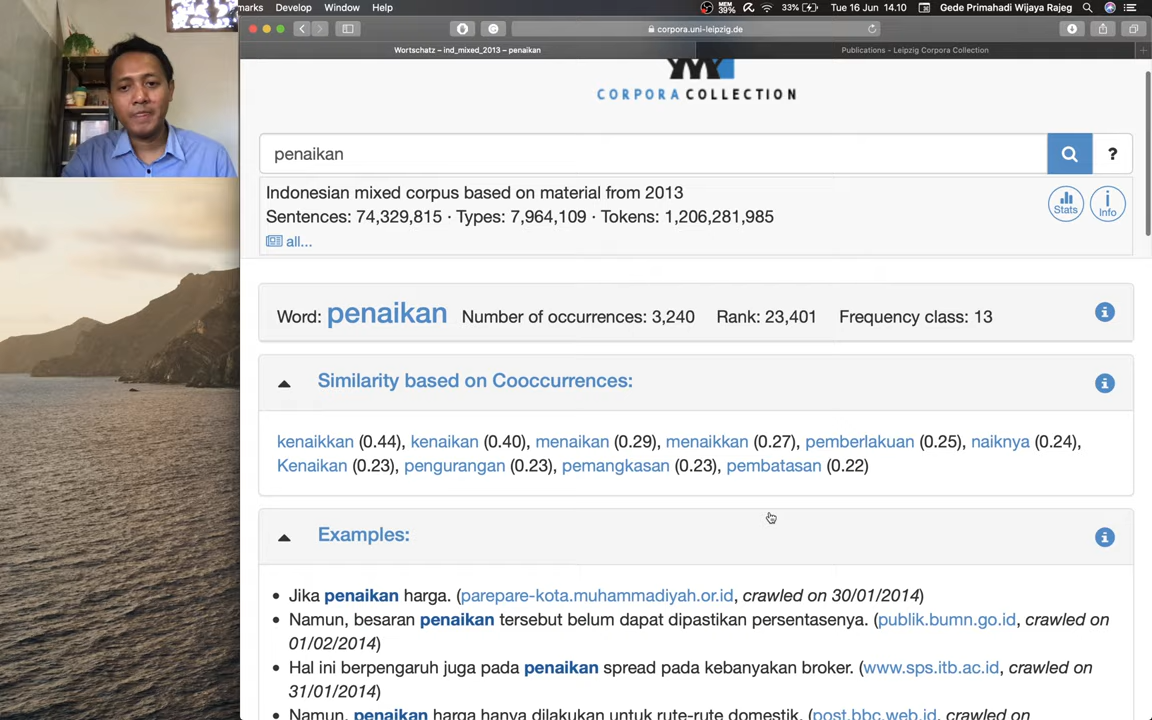 marks Develop Window Help MEM 39% 33% Tue 16 Jun 14.10 Gede Primahadi Wijaya Rajeg
corpora.uni-leipzig.de
Wortschatz – ind_mixed_2013 – penaikan Publications - Leipzig Corpora Collection
CORPORA COLLECTION
penaikan ?
Indonesian mixed corpus based on material from 2013
Sentences: 74,329,815 · Types: 7,964,109 · Tokens: 1,206,281,985
Stats Info
all...
Word: penaikan Number of occurrences: 3,240 Rank: 23,401 Frequency class: 13
Similarity based on Cooccurrences:
kenaikkan (0.44), kenaikan (0.40), menaikan (0.29), menaikkan (0.27), pemberlakuan (0.25), naiknya (0.24),
Kenaikan (0.23), pengurangan (0.23), pemangkasan (0.23), pembatasan (0.22)
Examples:
Jika penaikan harga. (parepare-kota.muhammadiyah.or.id, crawled on 30/01/2014)
Namun, besaran penaikan tersebut belum dapat dipastikan persentasenya. (publik.bumn.go.id, crawled on
01/02/2014)
Hal ini berpengaruh juga pada penaikan spread pada kebanyakan broker. (www.sps.itb.ac.id, crawled on
31/01/2014)
Namun, penaikan harga hanya dilakukan untuk rute-rute domestik. (post.bbc.web.id, crawled on